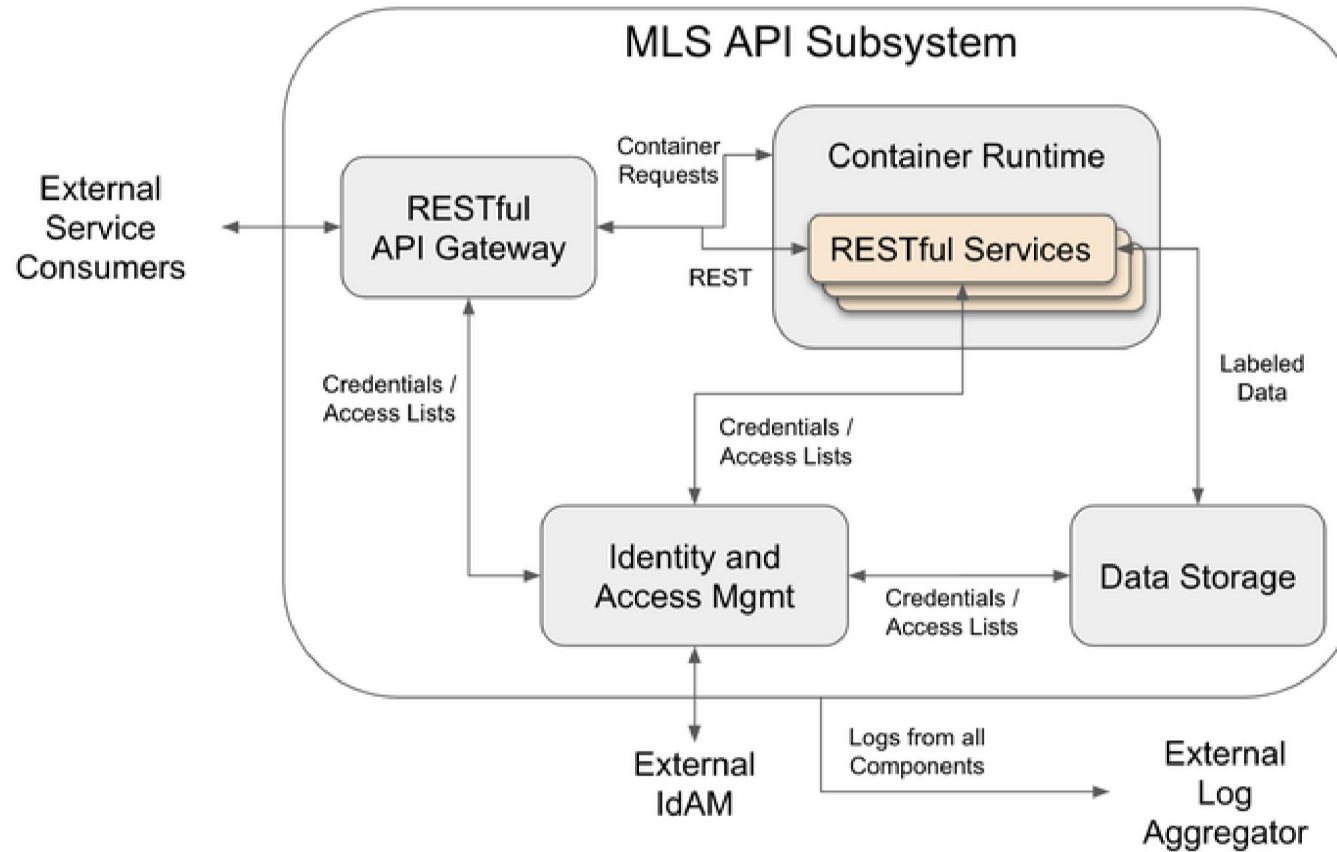 MLS API Subsystem
External
Service
Consumers
RESTful
API Gateway
Container
Requests
REST
Container Runtime
RESTful Services
Credentials /
Access Lists
Credentials /
Access Lists
Labeled
Data
Identity and
Access Mgmt
Credentials /
Access Lists
Data Storage
External
IdAM
Logs from all
Components
External
Log
Aggregator